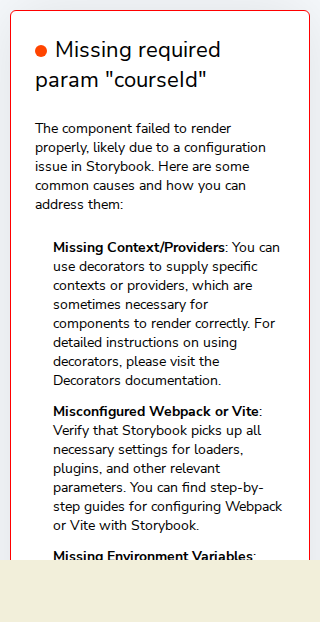 Missing required
param "courseId"
The component failed to render
properly, likely due to a configuration
issue in Storybook. Here are some
common causes and how you can
address them:
Missing Context/Providers: You can
use decorators to supply specific
contexts or providers, which are
sometimes necessary for
components to render correctly. For
detailed instructions on using
decorators, please visit the
Decorators documentation.
Misconfigured Webpack or Vite:
Verify that Storybook picks up all
necessary settings for loaders,
plugins, and other relevant
parameters. You can find step-by-
step guides for configuring Webpack
or Vite with Storybook.
Missing Environment Variables: